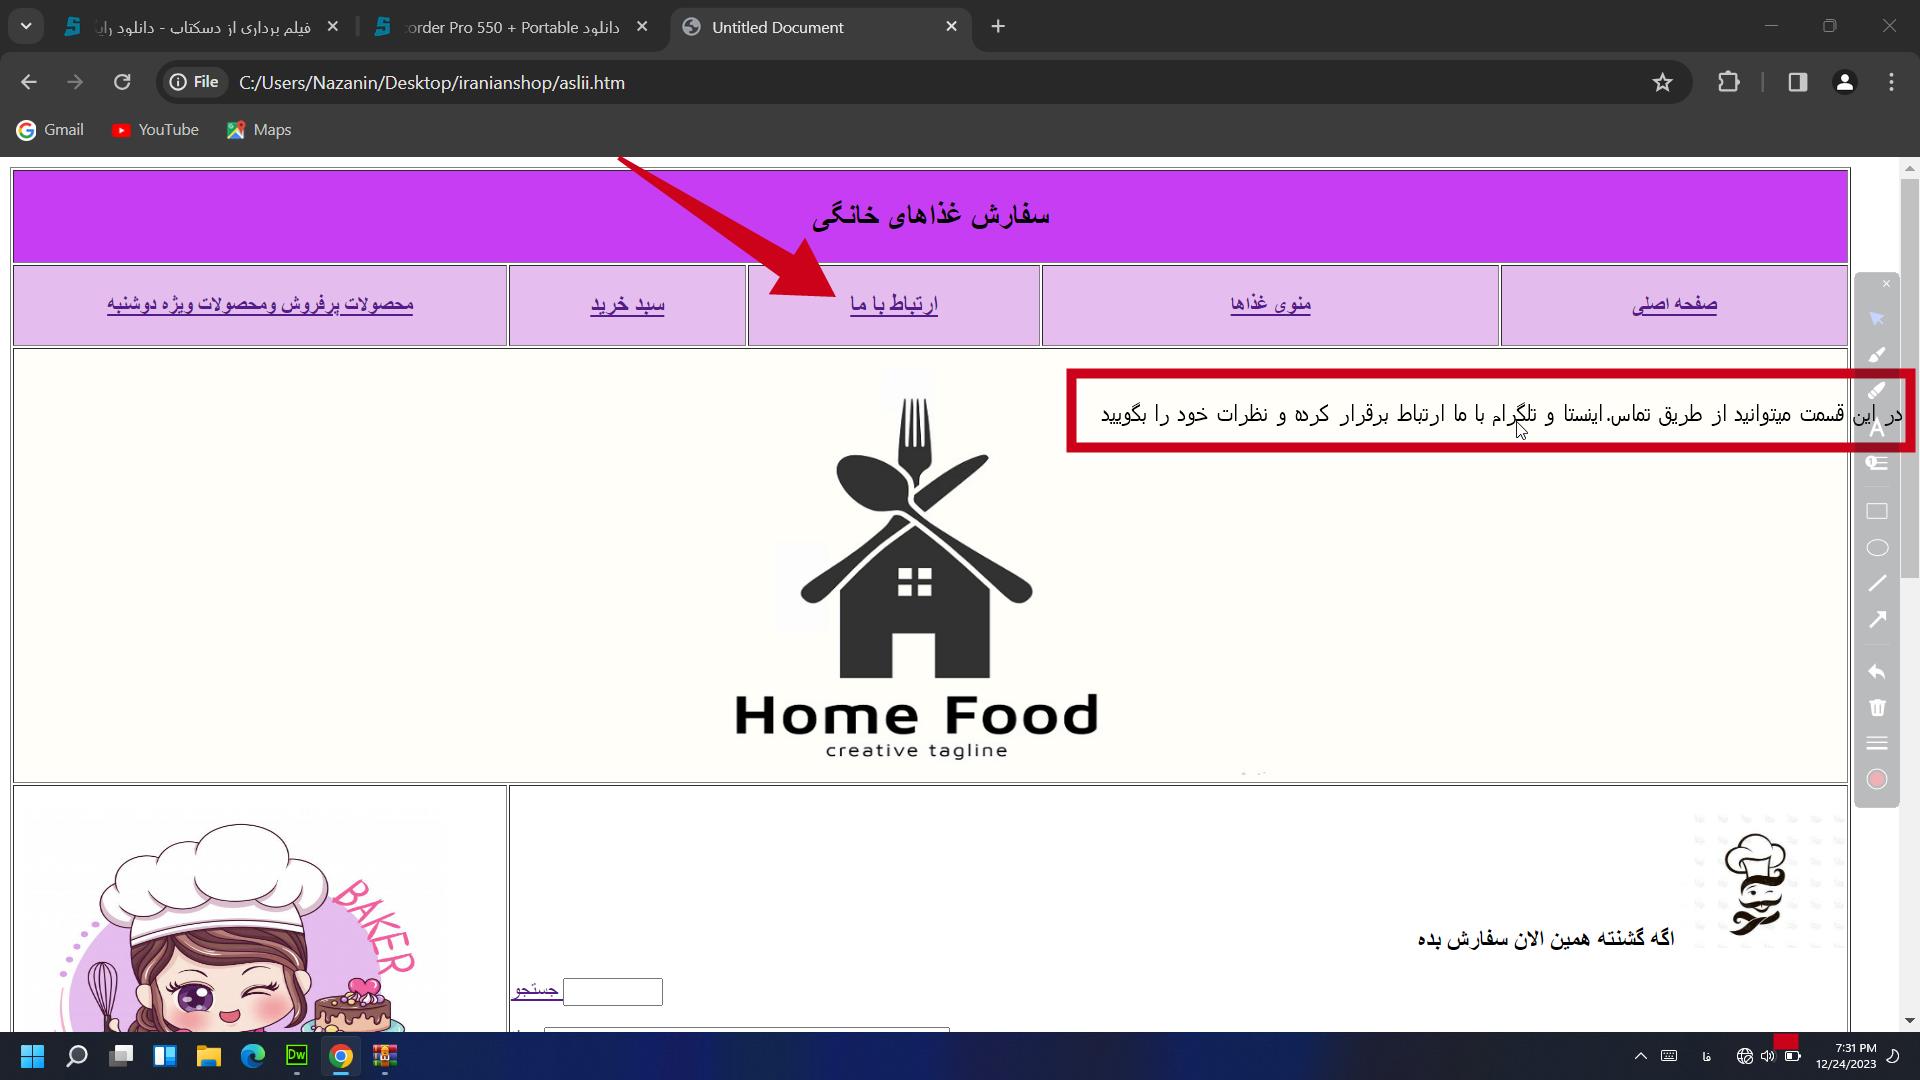 فیلم برداری از دسکتاپ - دانلود رای
دانلود
order Pro 550 + Portable
Untitled Document
File
C:/Users/Nazanin/Desktop/iranianshop/aslii.htm
Gmail
YouTube
Maps
سفارش غذاهای خانگی
صفحه اصلی
منوی غذاها
ارتباط با ما
سبد خرید
محصولات پرفروش ومحصولات ویژه دوشنبه
در این قسمت میتوانید از طریق تماس.اینستا و تلگرام با ما ارتباط برقرار کرده و نظرات خود را بگویید
Home Food
creative tagline
BAKER
اگه گشنته همین الان سفارش بده
جستجو
Dw
فا
7:31 PM
12/24/2023